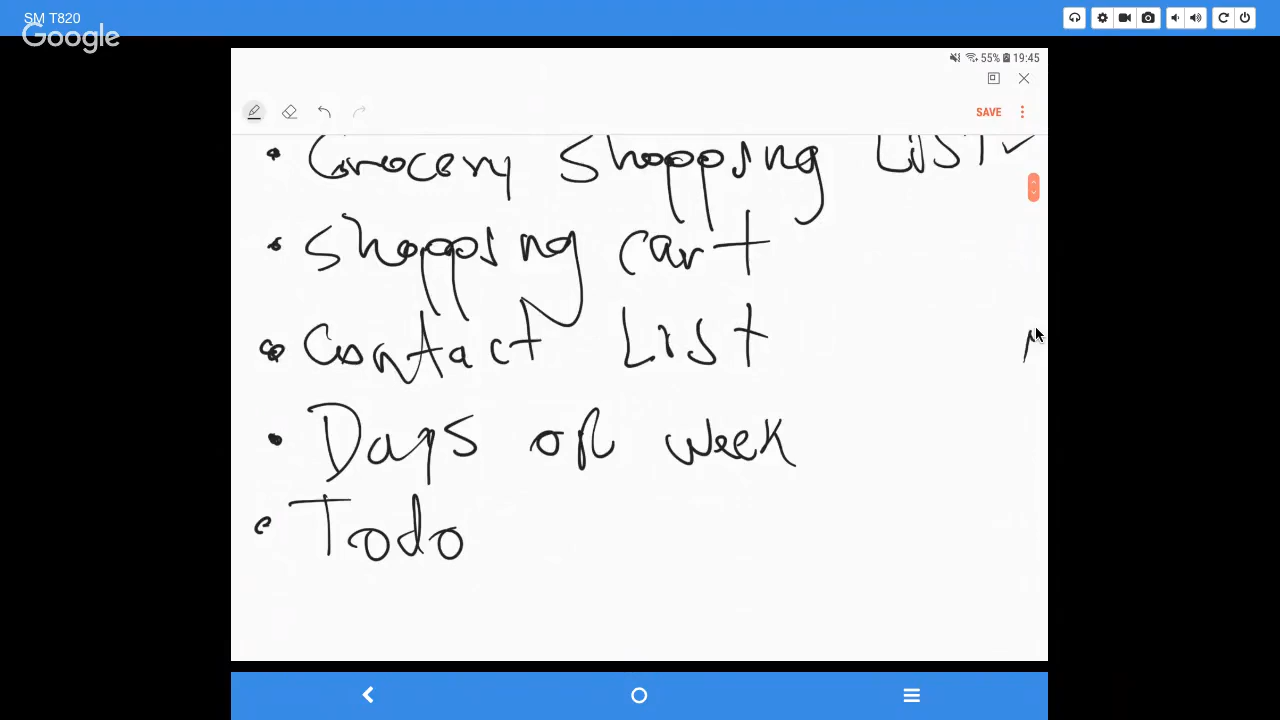 SM T820
Google
55% 19:45
SAVE
• Grocery Shopping List ✓
• Shopping cart
• Contact List
• Days of week
• Todo